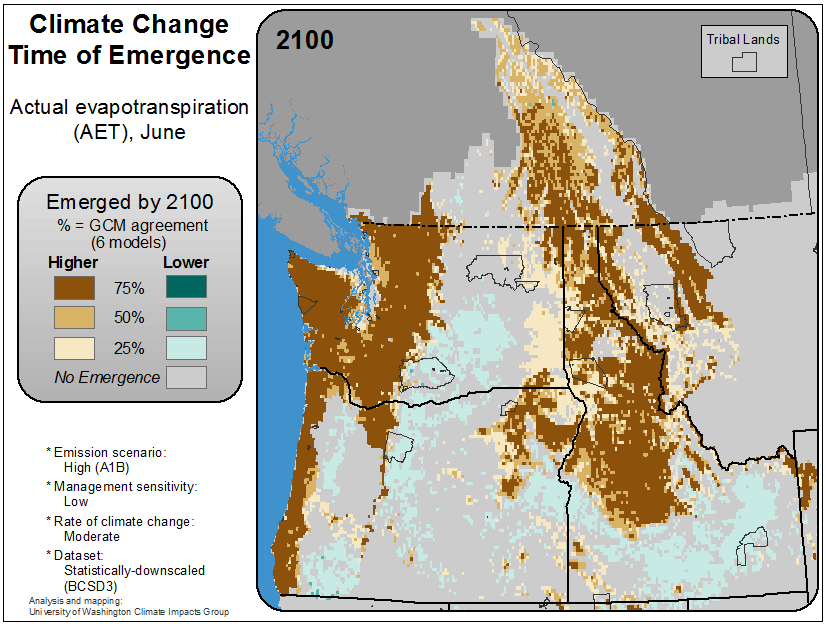 Climate Change
Time of Emergence
Actual evapotranspiration
(AET), June
Emerged by 2100
% = GCM agreement
(6 models)
Higher Lower
75%
50%
25%
No Emergence
* Emission scenario:
High (A1B)
* Management sensitivity:
Low
* Rate of climate change:
Moderate
* Dataset:
Statistically-downscaled
(BCSD3)
Analysis and mapping:
University of Washington Climate Impacts Group
2100
Tribal Lands